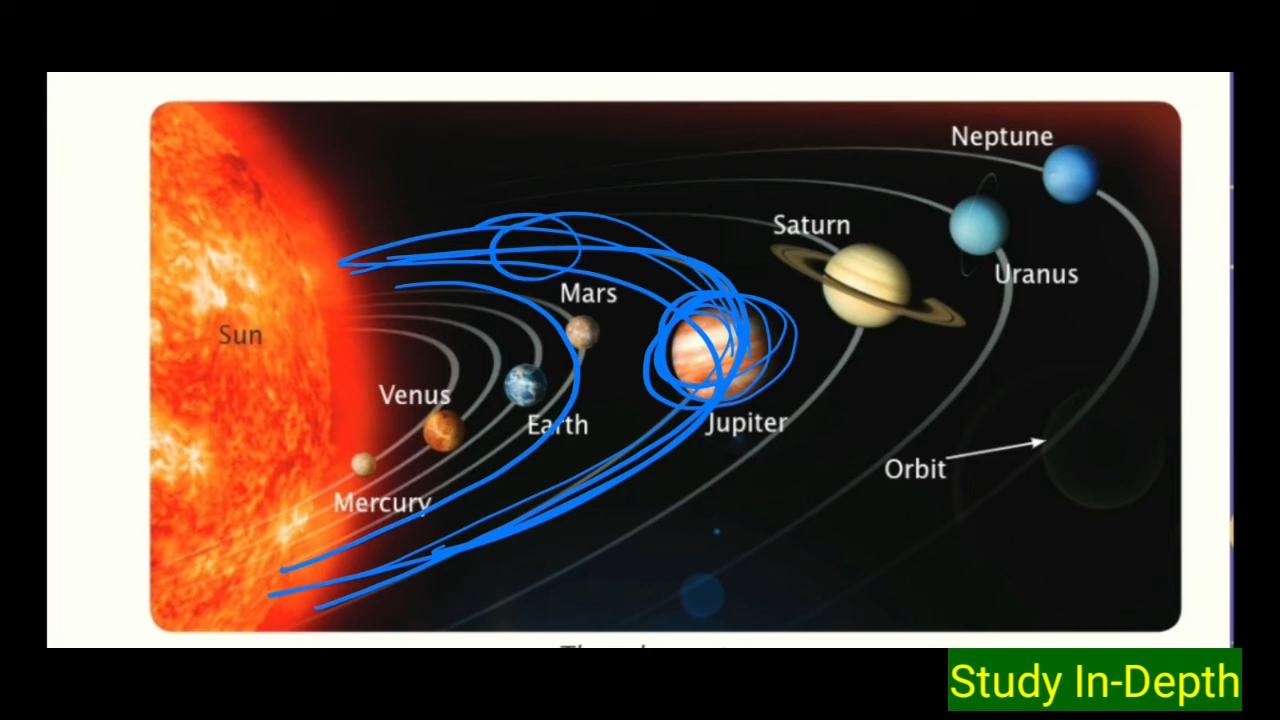 Neptune
Saturn
Uranus
Mars
Sun
Venus
Earth
Jupiter
Orbit
Mercury
Study In-Depth